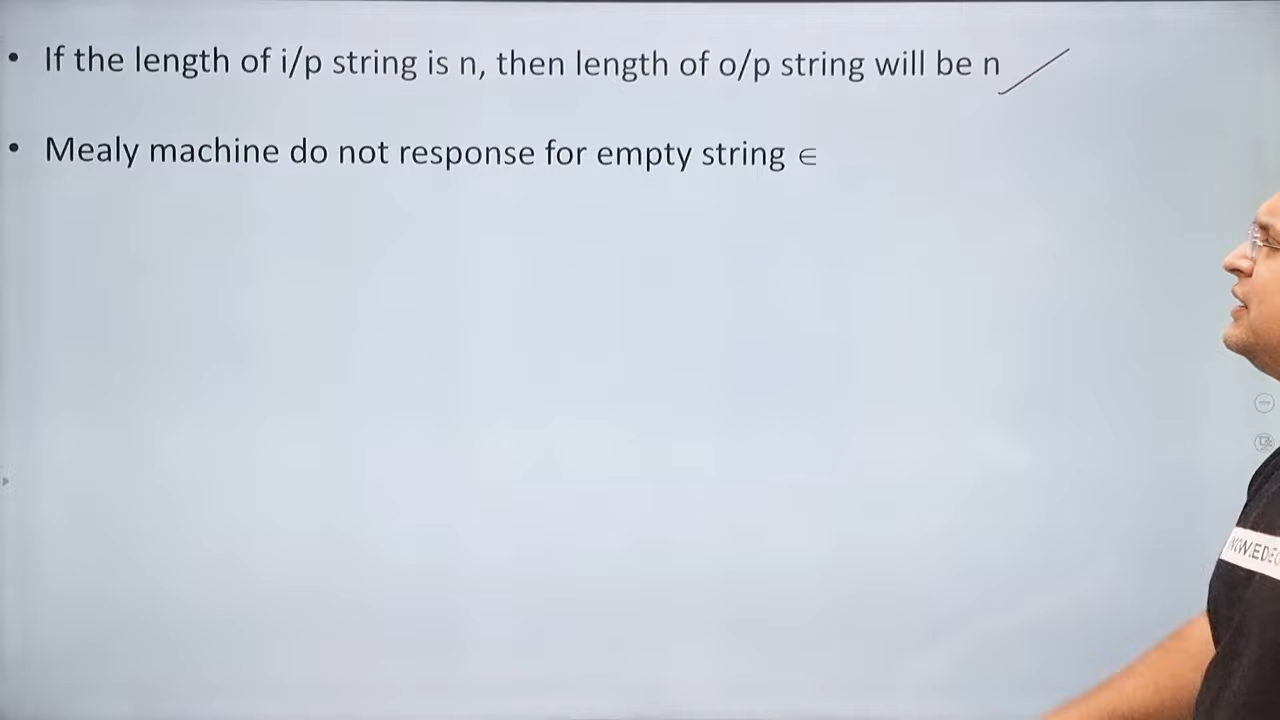 • If the length of i/p string is n, then length of o/p string will be n
• Mealy machine do not response for empty string ∈